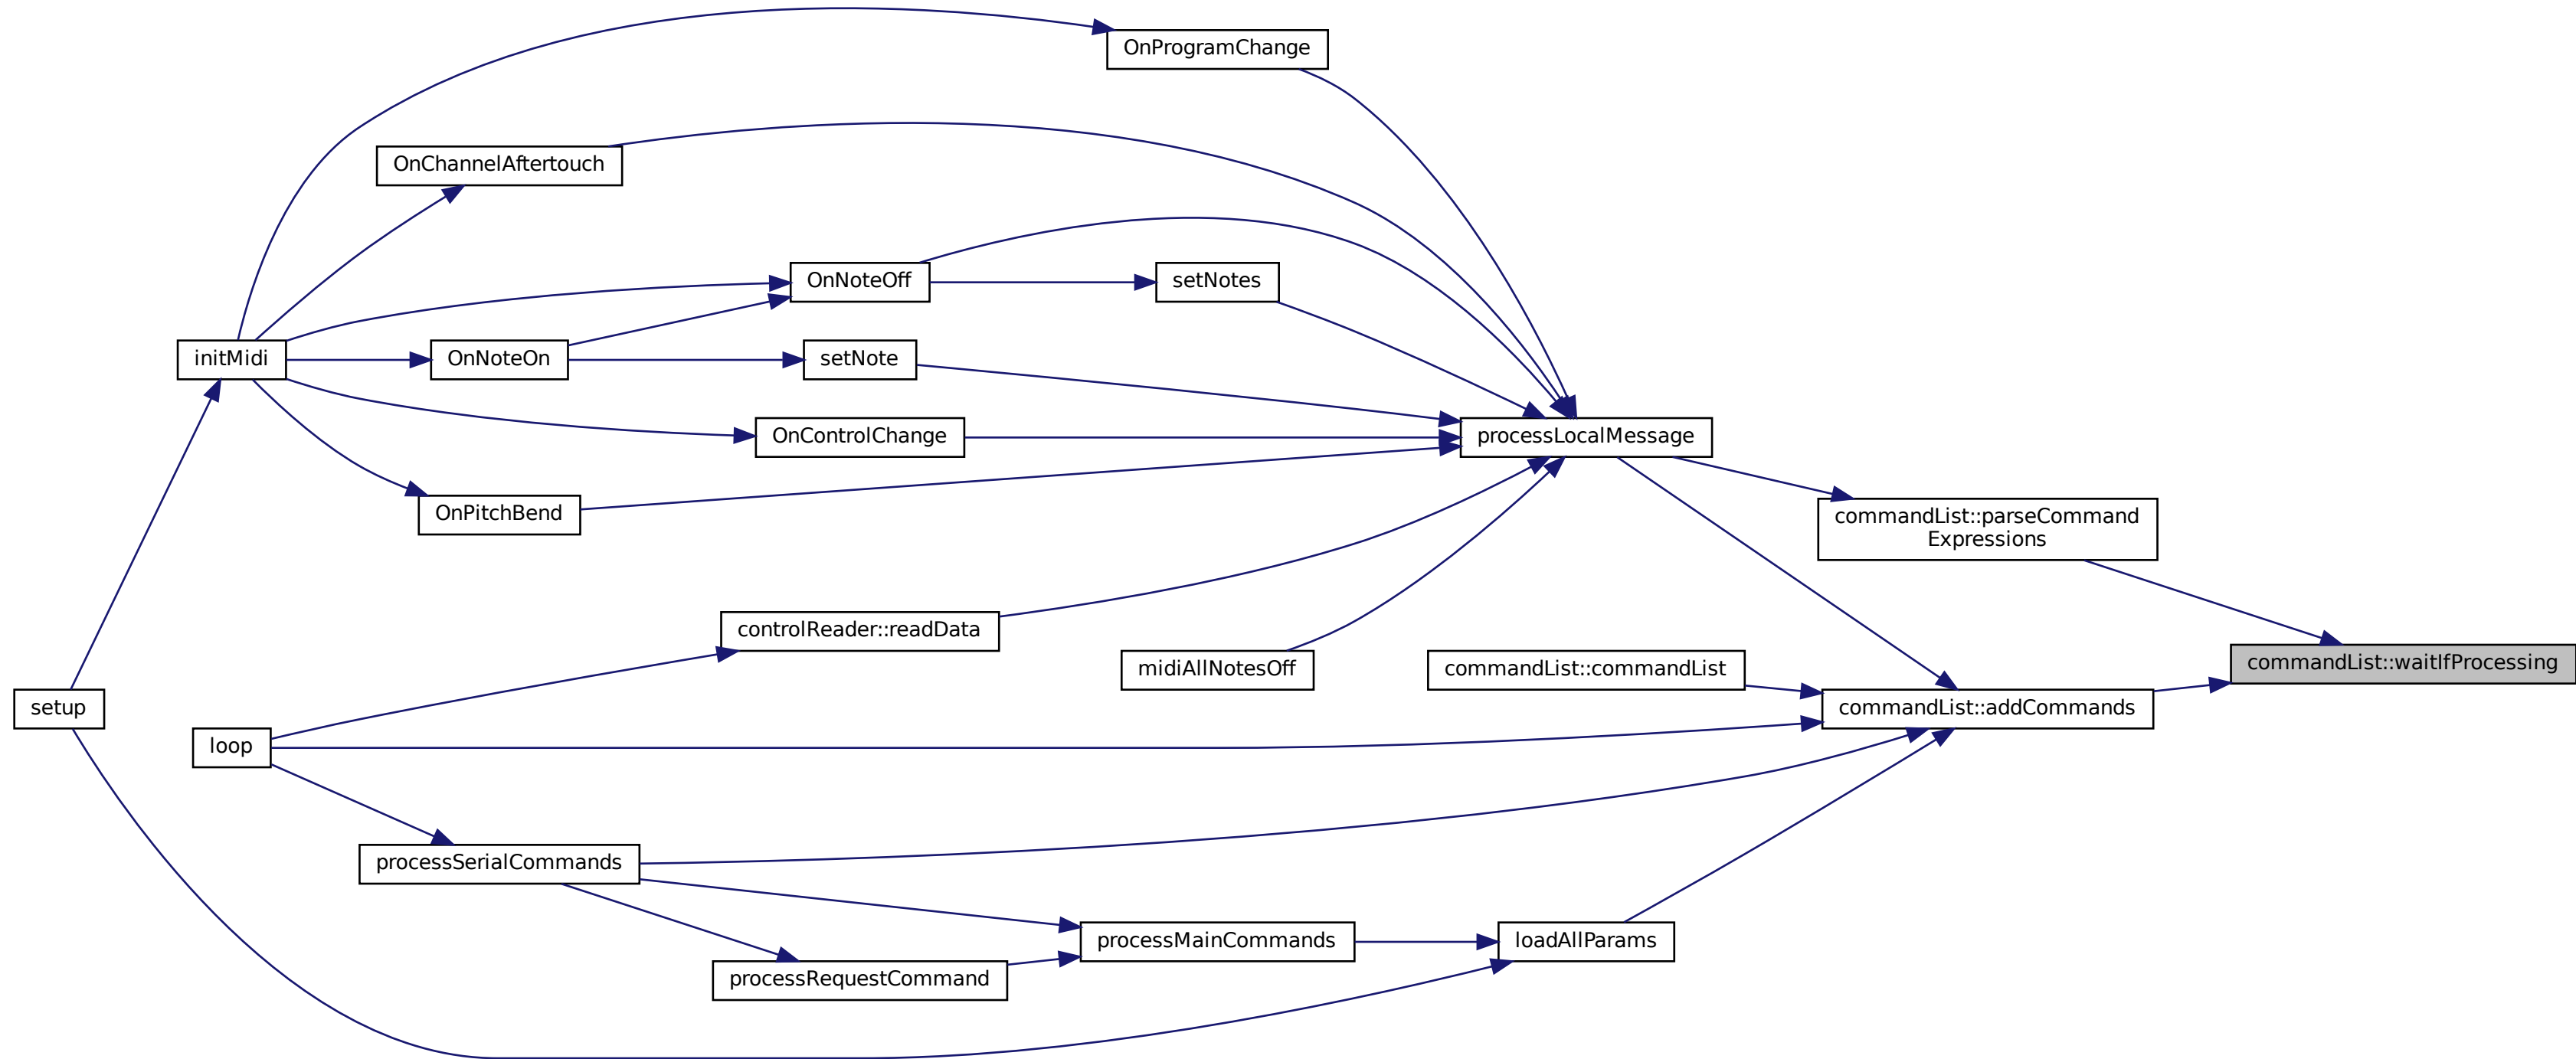 OnProgramChange
OnChannelAftertouch
OnNoteOff
setNotes
initMidi
OnNoteOn
setNote
OnControlChange
processLocalMessage
OnPitchBend
commandList::parseCommand
Expressions
controlReader::readData
midiAllNotesOff
commandList::commandList
commandList::waitIfProcessing
setup
commandList::addCommands
loop
processSerialCommands
processMainCommands
loadAllParams
processRequestCommand